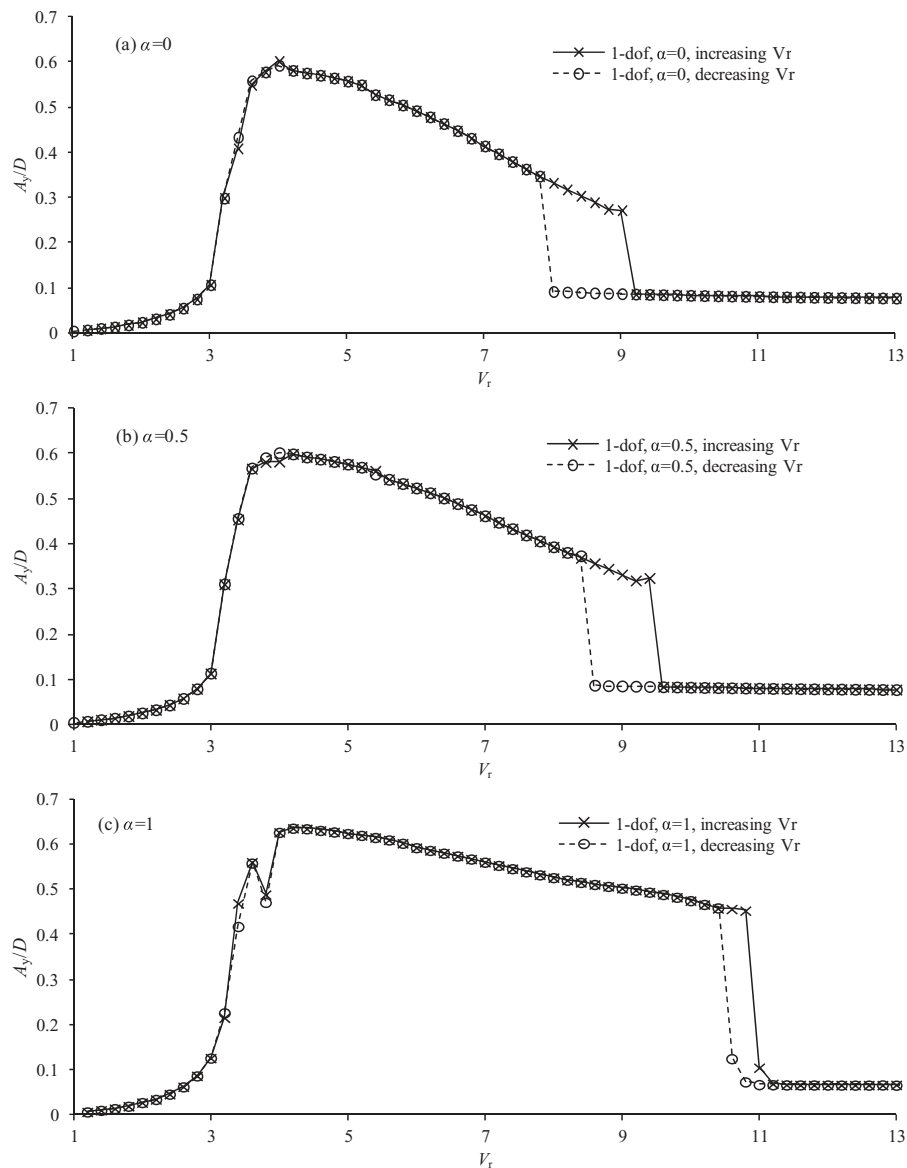 0.7
(a) α=0
0.6
1-dof, α=0, increasing Vr
1-dof, α=0, decreasing Vr
0.5
0.4
Ay/D
0.3
0.2
0.1
0
1 3 5 7 9 11 13
Vr
0.7
(b) α=0.5
0.6
1-dof, α=0.5, increasing Vr
1-dof, α=0.5, decreasing Vr
0.5
0.4
Ay/D
0.3
0.2
0.1
0
1 3 5 7 9 11 13
Vr
0.7
(c) α=1
1-dof, α=1, increasing Vr
0.6
1-dof, α=1, decreasing Vr
0.5
0.4
Ay/D
0.3
0.2
0.1
0
1 3 5 7 9 11 13
Vr